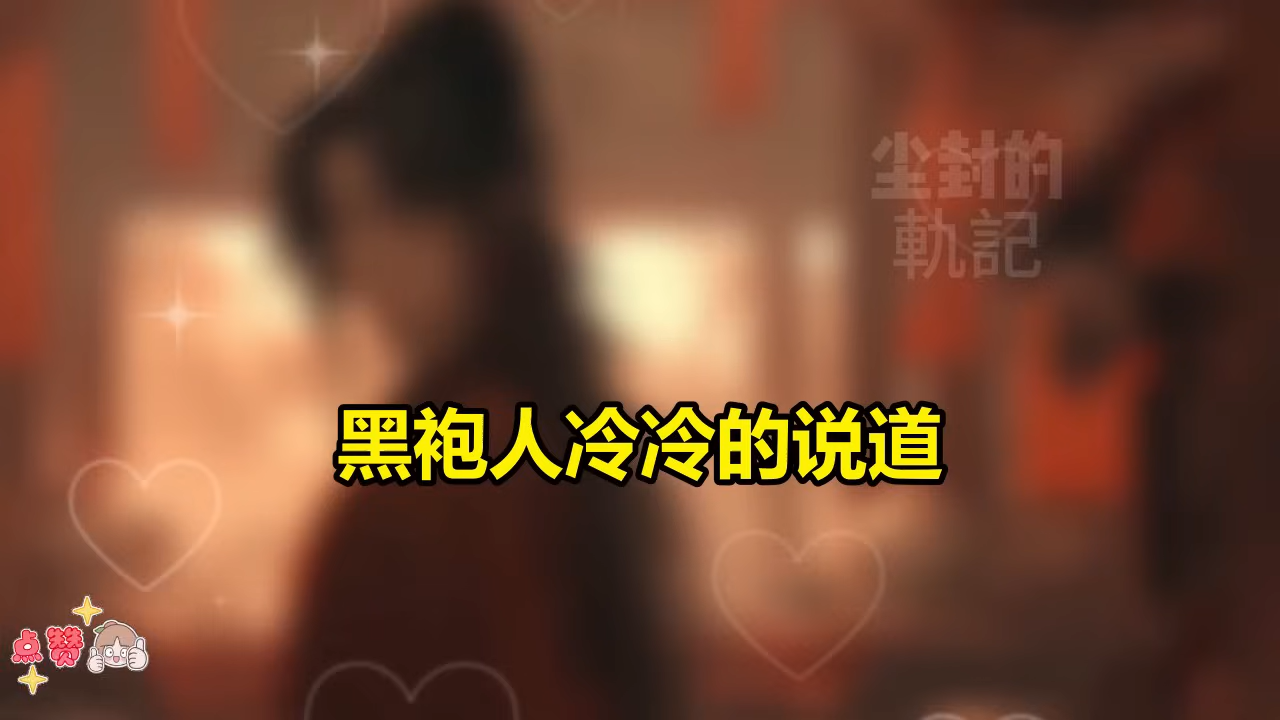 尘封的
軌記
黑袍人冷冷的说道
点赞